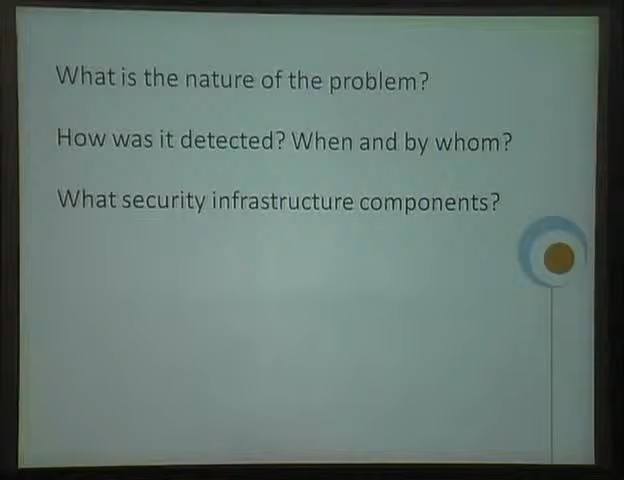 What is the nature of the problem?
How was it detected? When and by whom?
What security infrastructure components?